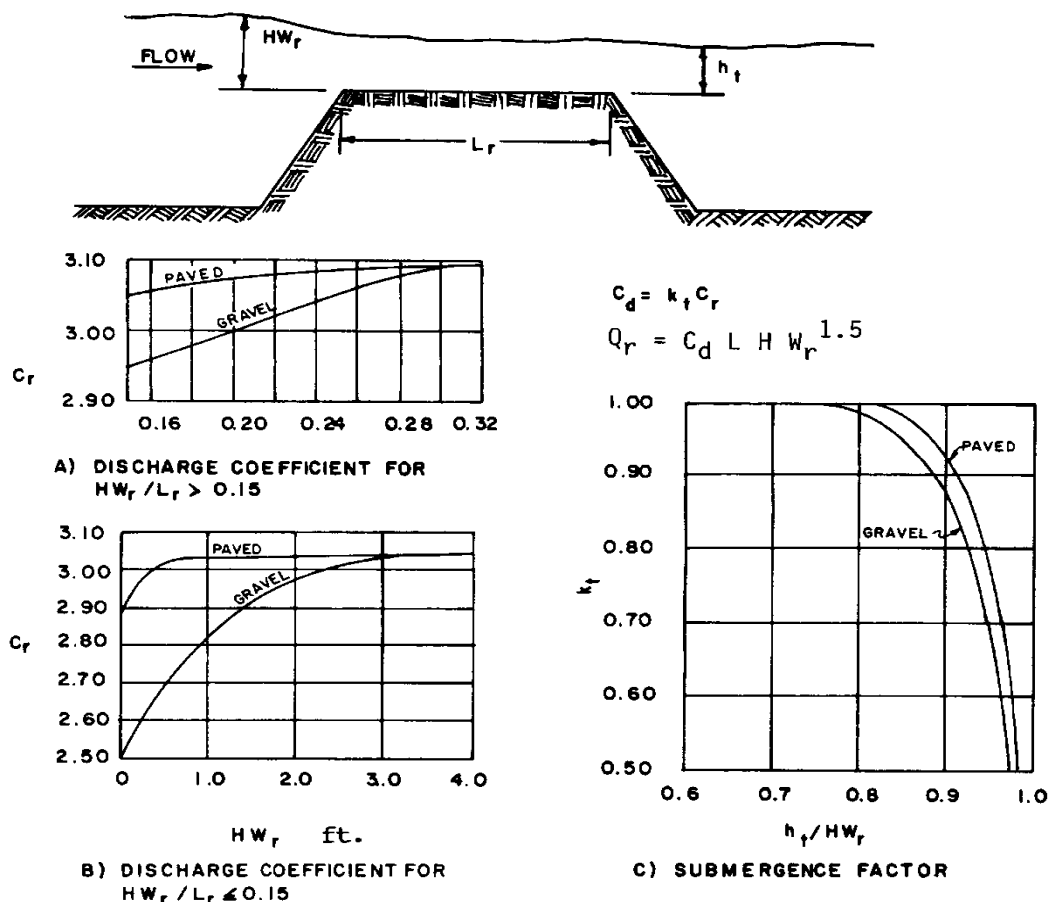 HWr
FLOW
ht
Lr
3.10
PAVED
GRAVEL
3.00
Cr
2.90
0.16 0.20 0.24 0.28 0.32
A) DISCHARGE COEFFICIENT FOR
HWr/Lr > 0.15
Cd = kt Cr
Qr = Cd L H Wr^1.5
3.10
PAVED
3.00
GRAVEL
2.90
Cr
2.80
2.70
2.60
2.50
0 1.0 2.0 3.0 4.0
HWr ft.
B) DISCHARGE COEFFICIENT FOR
HWr/Lr ≤ 0.15
1.00
PAVED
0.90
GRAVEL
0.80
kt
0.70
0.60
0.50
0.6 0.7 0.8 0.9 1.0
ht/HWr
C) SUBMERGENCE FACTOR